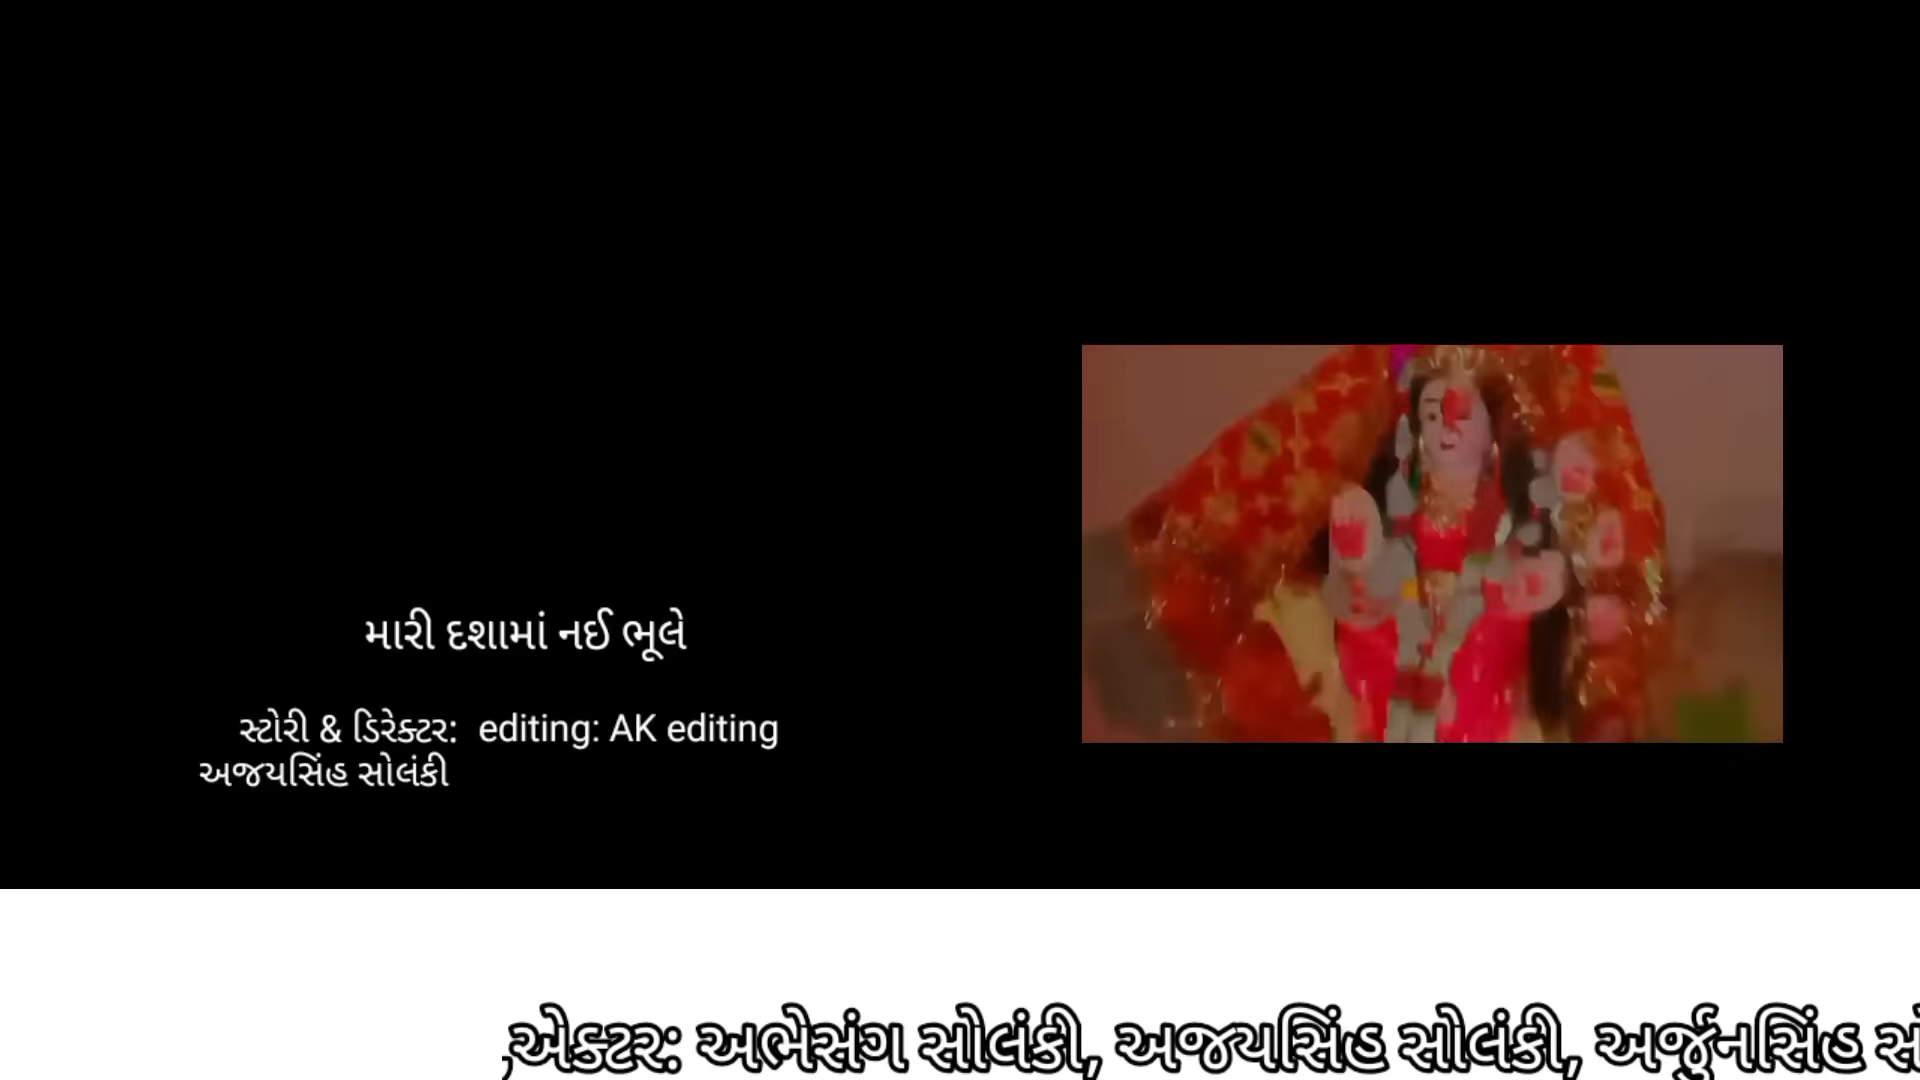 મારી દશામાં નઈ ભૂલે
સ્ટોરી & ડિરેક્ટર: editing: AK editing
અજયસિંહ સોલંકી
,એક્ટર: અભેસંગ સોલંકી, અજયસિંહ સોલંકી, અર્જુનસિંહ